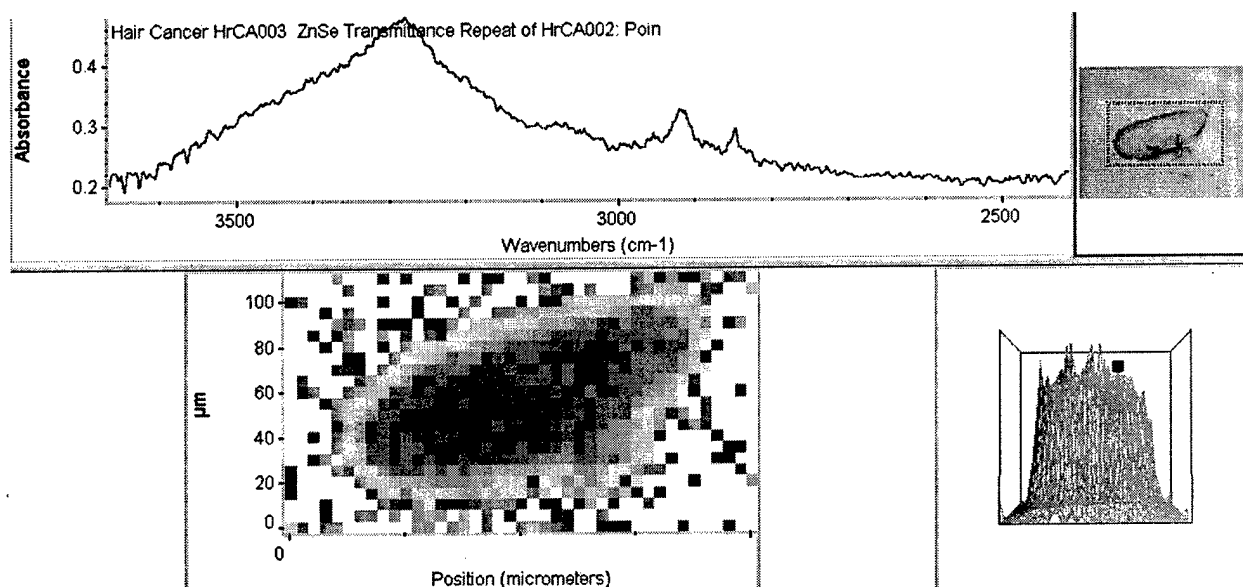 Hair Cancer HrCA003 ZnSe Transmittance Repeat of HrCA002: Poin
Absorbance
0.4
0.3
0.2
3500 3000 2500
Wavenumbers (cm-1)
100
80
60
40
20
0
µm
0
Position (micrometers)